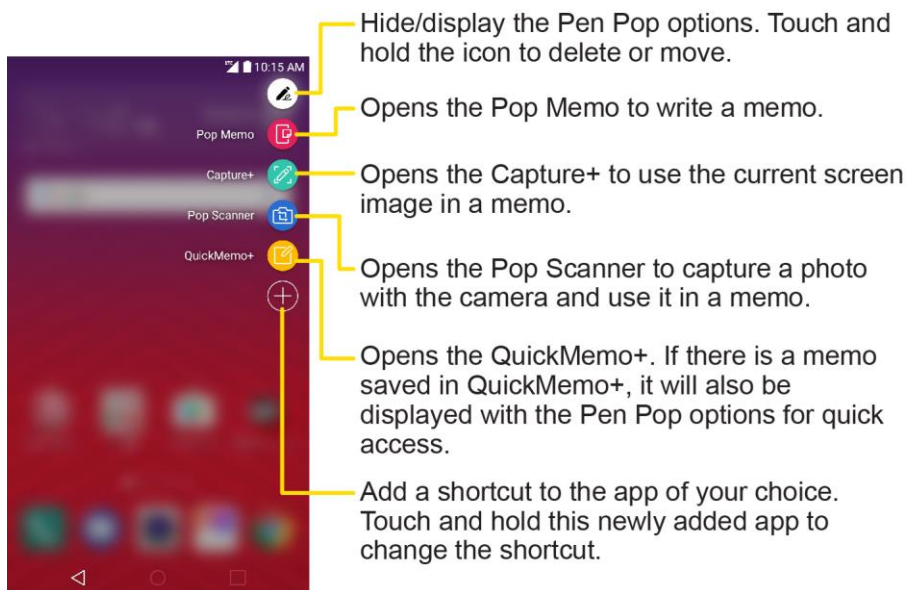 Hide/display the Pen Pop options. Touch and
hold the icon to delete or move.
10:15 AM
Opens the Pop Memo to write a memo.
Pop Memo
Opens the Capture+ to use the current screen
image in a memo.
Capture+
Pop Scanner
Opens the Pop Scanner to capture a photo
with the camera and use it in a memo.
QuickMemo+
Opens the QuickMemo+. If there is a memo
saved in QuickMemo+, it will also be
displayed with the Pen Pop options for quick
access.
Add a shortcut to the app of your choice.
Touch and hold this newly added app to
change the shortcut.